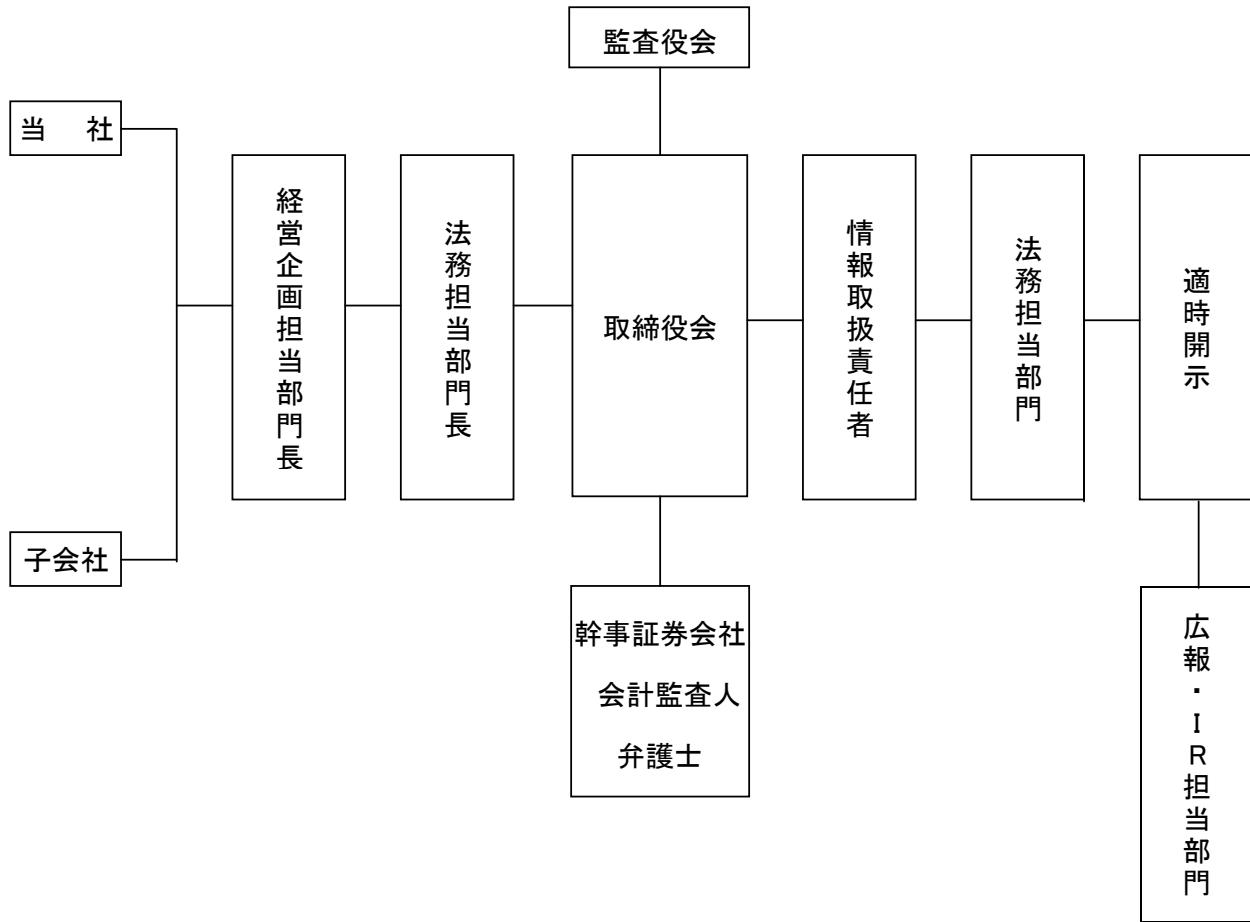 監査役会
当　社
経営企画担当部門長
法務担当部門長
取締役会
情報取扱責任者
法務担当部門
適時開示
子会社
幹事証券会社
会計監査人
弁護士
広報・ＩＲ担当部門